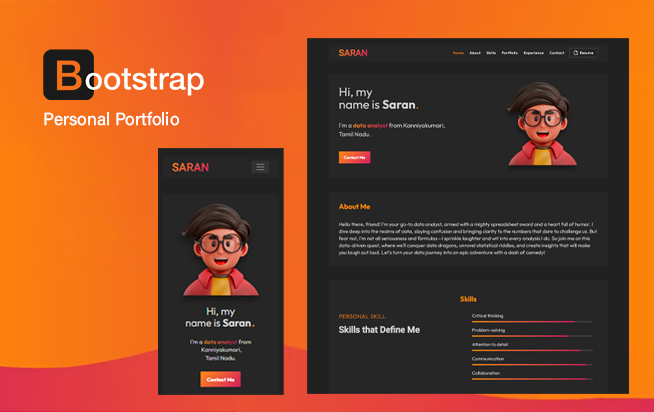 Bootstrap
Personal Portfolio
SARAN
Hi, my
name is Saran.
I'm a data analyst from
Kanniyakumari,
Tamil Nadu.
Contact Me
SARAN
Home About Skills Portfolio Experience Contact Resume
Hi, my
name is Saran.
I'm a data analyst from Kanniyakumari,
Tamil Nadu.
Contact Me
About Me
Hello there, friend! I'm your go-to data analyst, armed with a mighty spreadsheet sword and a heart full of humor. I
dive deep into the realms of data, slaying confusion and bringing clarity to the numbers that dare to challenge us. But
fear not, I'm not all seriousness and formulas—I sprinkle laughter and wit into every analysis I do. So join me on this
data-driven quest, where we'll conquer data dragons, unravel statistical riddles, and create insights that will make
you laugh out loud. Let's turn your data journey into an epic adventure with a dash of comedy!
PERSONAL SKILL
Skills that Define Me
Skills
Critical thinking
Problem-solving
Attention to detail
Communication
Collaboration